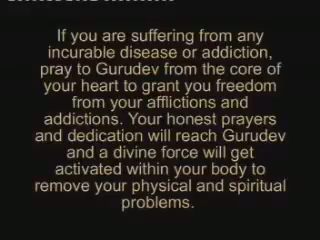 If you are suffering from any
incurable disease or addiction,
pray to Gurudev from the core of
your heart to grant you freedom
from your afflictions and
addictions. Your honest prayers
and dedication will reach Gurudev
and a divine force will get
activated within your body to
remove your physical and spiritual
problems.